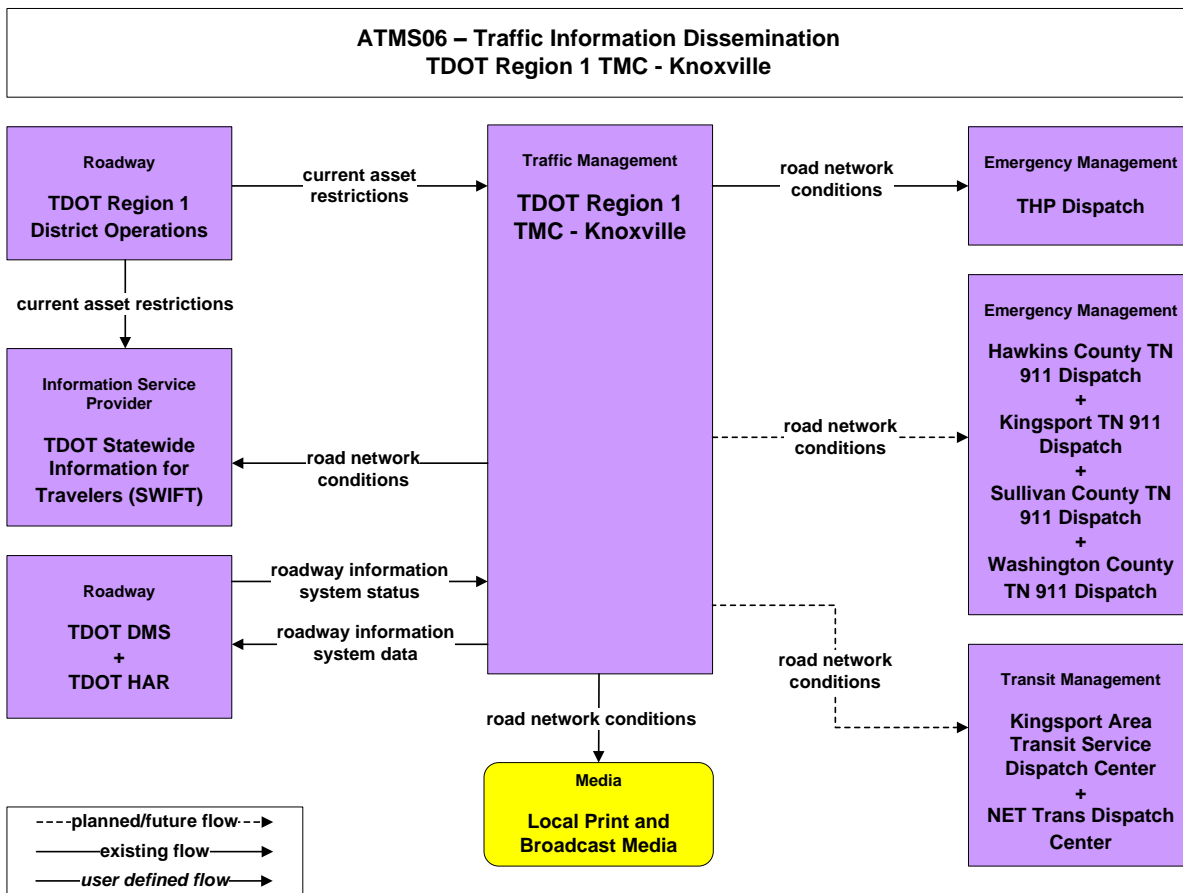 ATMS06 – Traffic Information Dissemination
TDOT Region 1 TMC - Knoxville
Roadway
TDOT Region 1
District Operations
current asset
restrictions
Traffic Management
TDOT Region 1
TMC - Knoxville
road network
conditions
Emergency Management
THP Dispatch
current asset restrictions
Information Service
Provider
TDOT Statewide
Information for
Travelers (SWIFT)
road network
conditions
road network
conditions
Emergency Management
Hawkins County TN
911 Dispatch
+
Kingsport TN 911
Dispatch
+
Sullivan County TN
911 Dispatch
+
Washington County
TN 911 Dispatch
Roadway
TDOT DMS
+
TDOT HAR
roadway information
system status
roadway information
system data
road network
conditions
Transit Management
Kingsport Area
Transit Service
Dispatch Center
+
NET Trans Dispatch
Center
road network conditions
Media
Local Print and
Broadcast Media
planned/future flow
existing flow
user defined flow